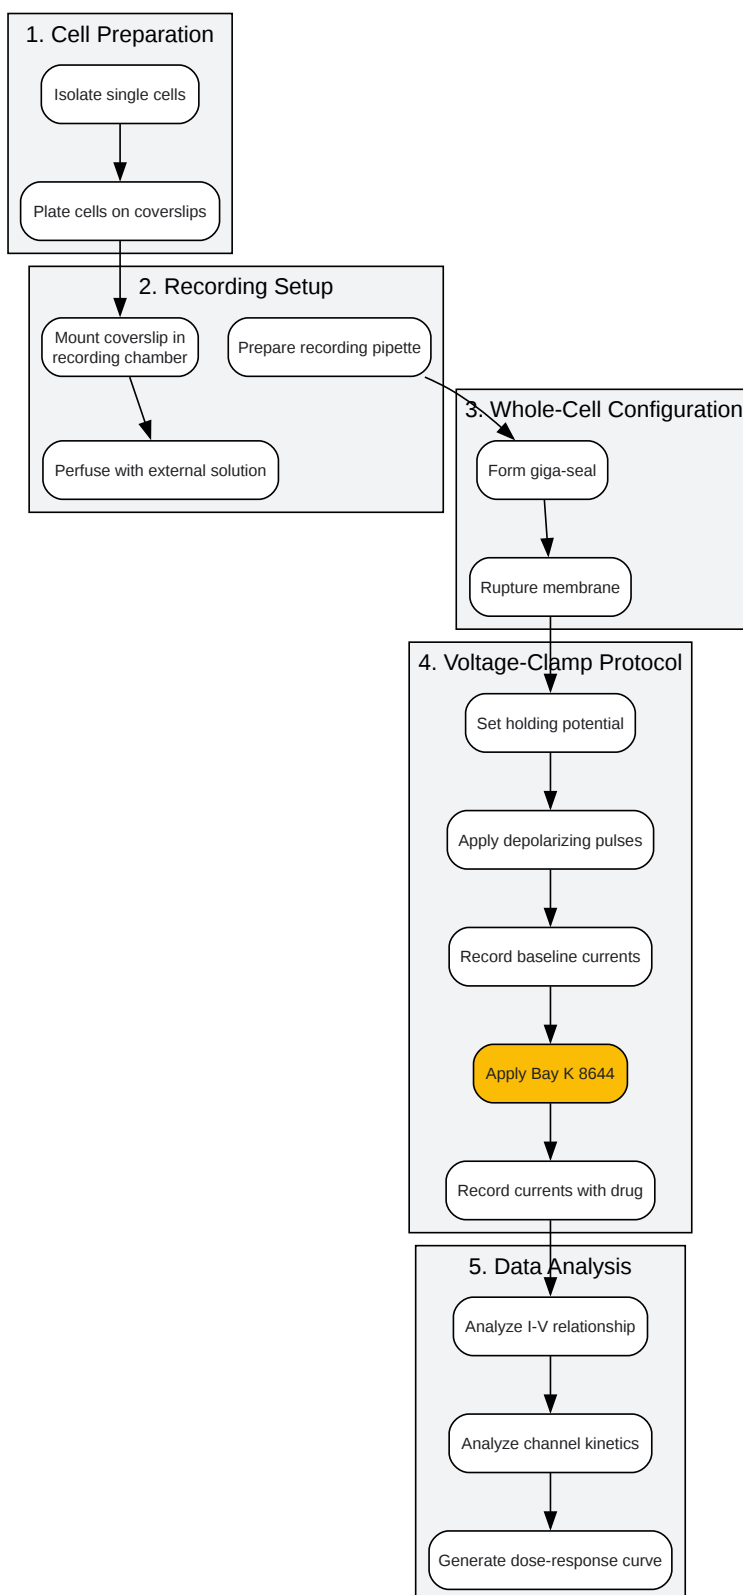 1. Cell Preparation
Isolate single cells
Plate cells on coverslips
2. Recording Setup
Mount coverslip in
recording chamber
Prepare recording pipette
Perfuse with external solution
3. Whole-Cell Configuration
Form giga-seal
Rupture membrane
4. Voltage-Clamp Protocol
Set holding potential
Apply depolarizing pulses
Record baseline currents
Apply Bay K 8644
Record currents with drug
5. Data Analysis
Analyze I-V relationship
Analyze channel kinetics
Generate dose-response curve